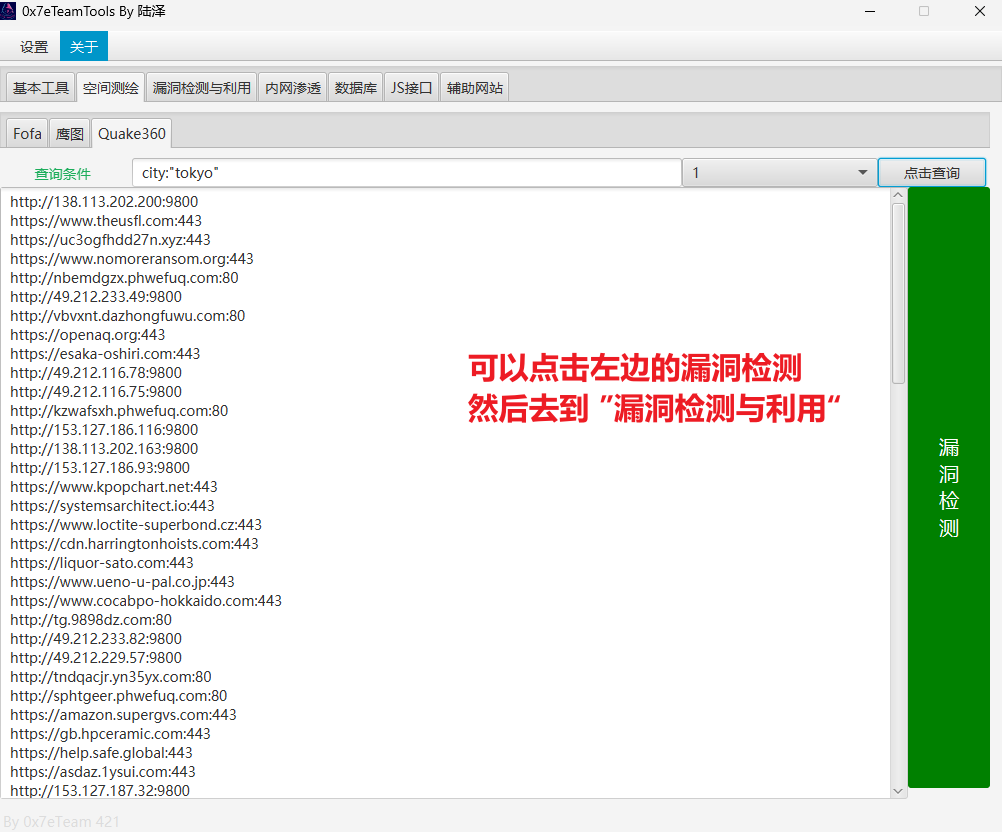 0x7eTeamTools By 陆泽
设置 关于
基本工具 空间测绘 漏洞检测与利用 内网渗透 数据库 JS接口 辅助网站
Fofa 鹰图 Quake360
查询条件 city:"tokyo" 1 点击查询
http://138.113.202.200:9800
https://www.theusfl.com:443
https://uc3ogfhdd27n.xyz:443
https://www.nomoreransom.org:443
http://nbemdgzx.phwefuq.com:80
http://49.212.233.49:9800
http://vbvxnt.dazhongfuwu.com:80
https://openaq.org:443
https://esaka-oshiri.com:443
http://49.212.116.78:9800
http://49.212.116.75:9800
http://kzwafsxh.phwefuq.com:80
http://153.127.186.116:9800
http://138.113.202.163:9800
http://153.127.186.93:9800
https://www.kpopchart.net:443
https://systemsarchitect.io:443
https://www.loctite-superbond.cz:443
https://cdn.harringtonhoists.com:443
https://liquor-sato.com:443
https://www.ueno-u-pal.co.jp:443
https://www.cocabpo-hokkaido.com:443
http://tg.9898dz.com:80
http://49.212.233.82:9800
http://49.212.229.57:9800
http://tndqacjr.yn35yx.com:80
http://sphtgeer.phwefuq.com:80
https://amazon.supergvs.com:443
https://gb.hpceramic.com:443
https://help.safe.global:443
https://asdaz.1ysui.com:443
http://153.127.187.32:9800
可以点击左边的漏洞检测
然后去到 ”漏洞检测与利用“
漏
洞
检
测
By 0x7eTeam 421